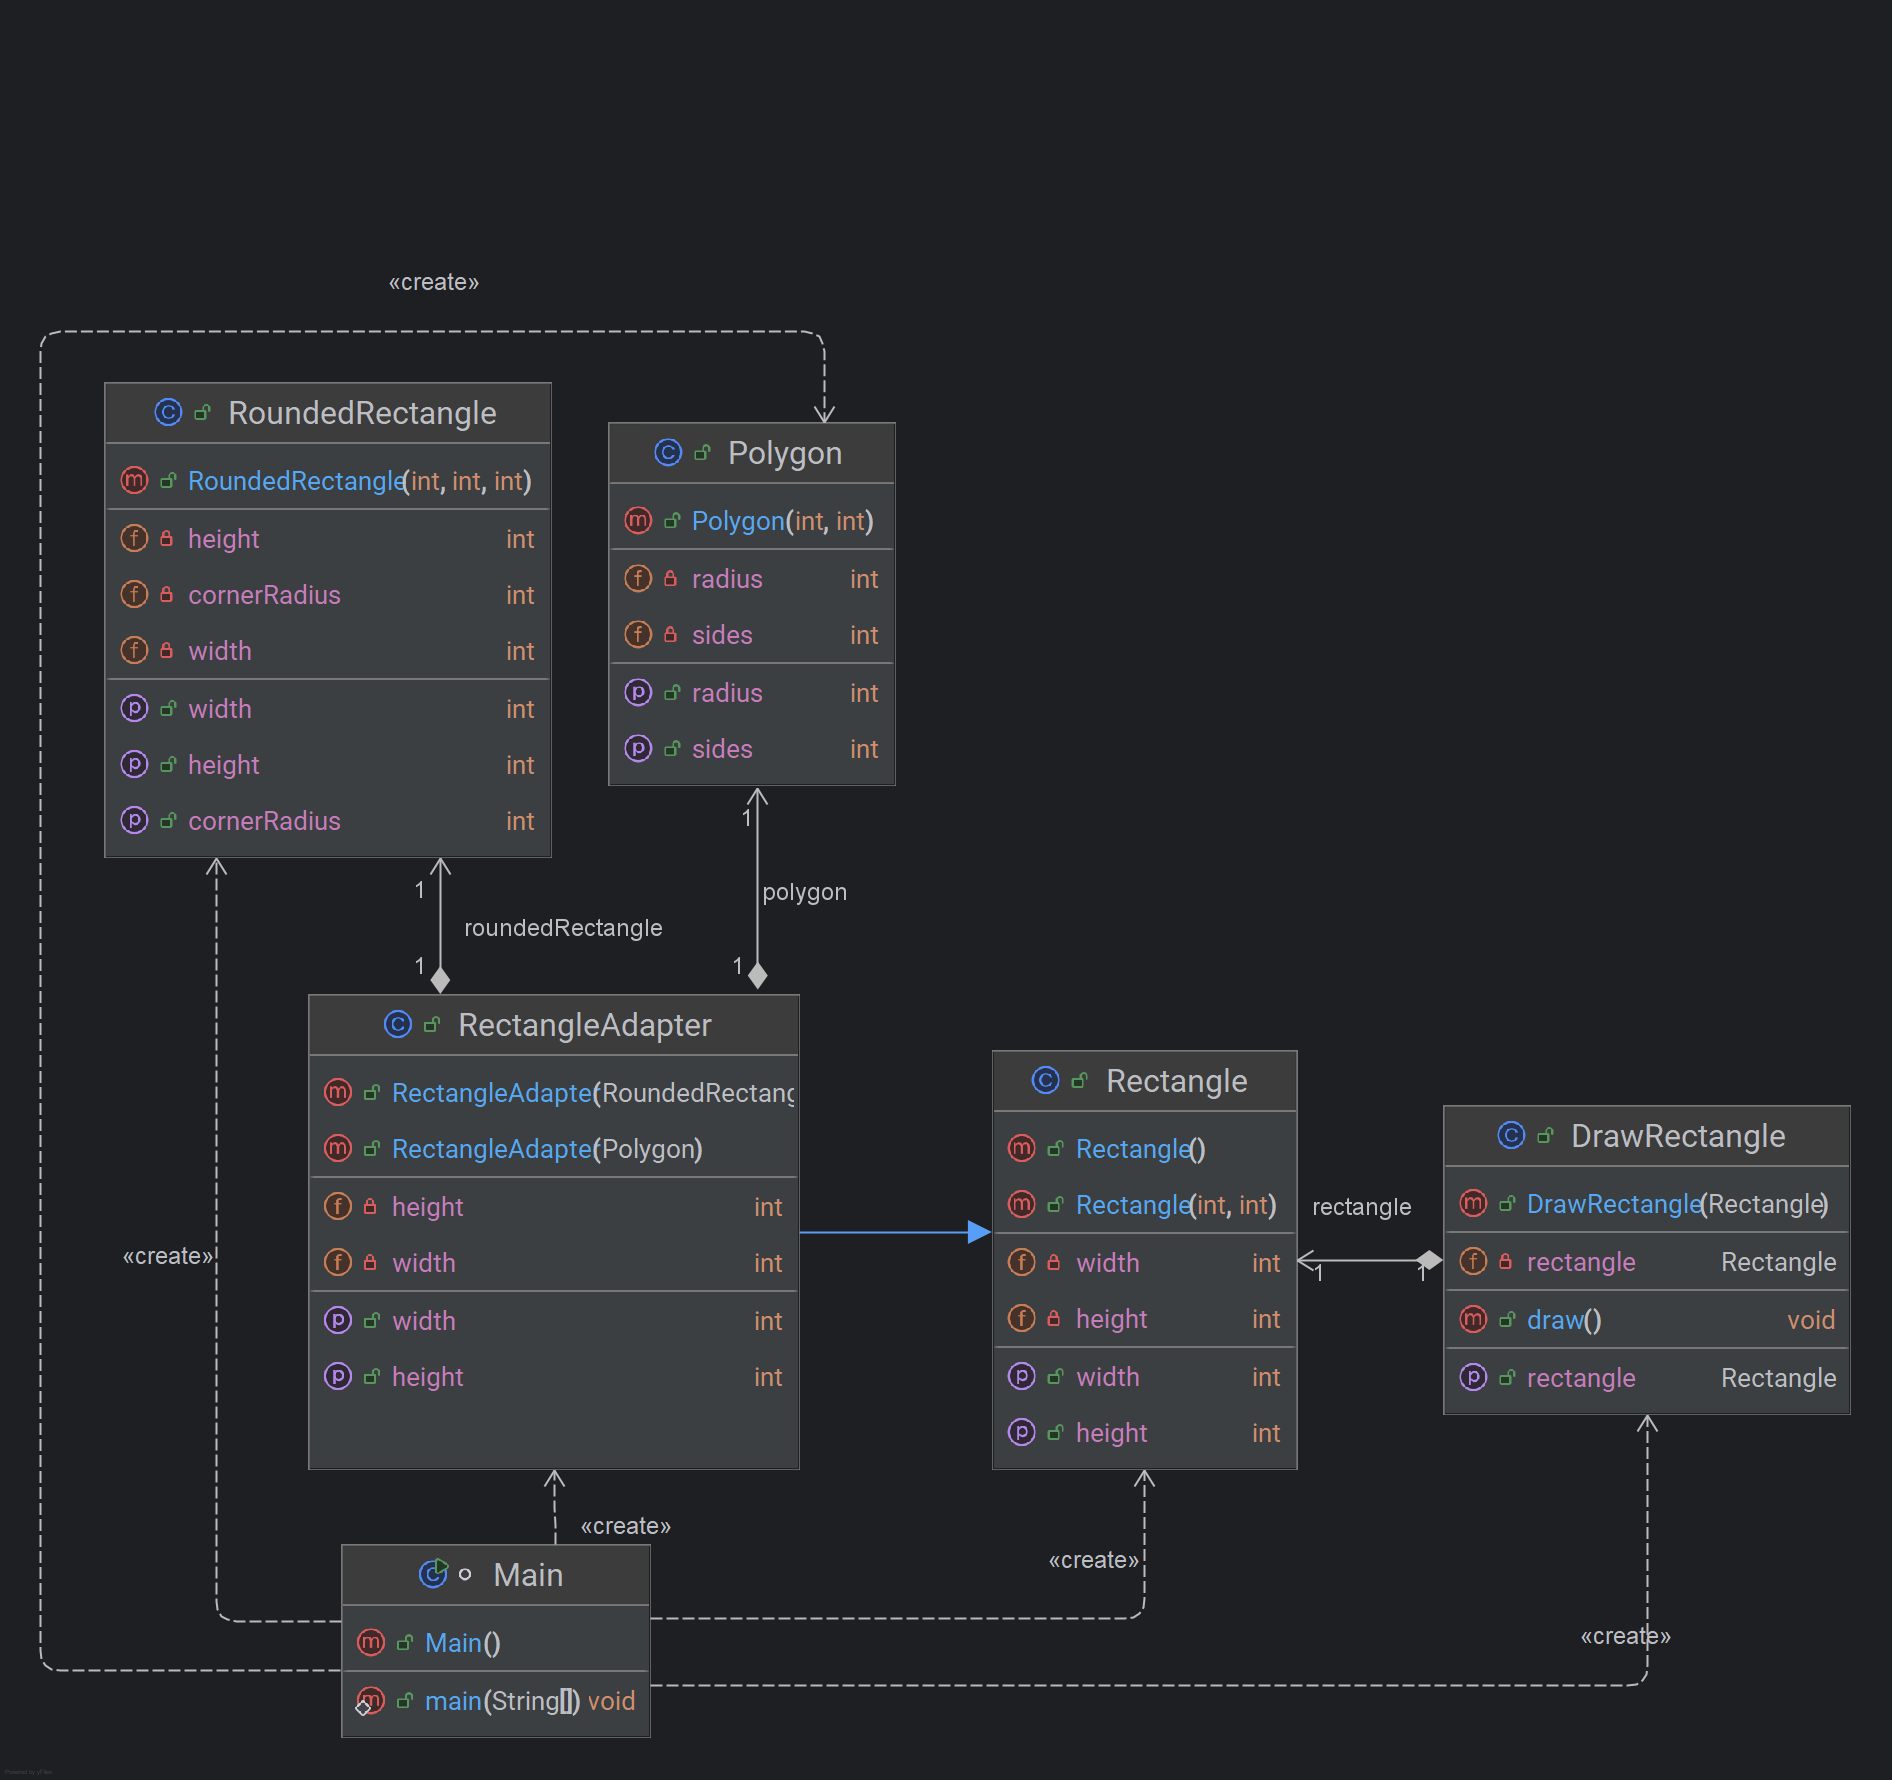 «create»
RoundedRectangle
RoundedRectangle(int, int, int)
height int
cornerRadius int
width int
width int
height int
cornerRadius int
Polygon
Polygon(int, int)
radius int
sides int
radius int
sides int
1
polygon
1
1
roundedRectangle
1
RectangleAdapter
RectangleAdapte(RoundedRectang
RectangleAdapte(Polygon)
height int
width int
width int
height int
Rectangle
Rectangle()
Rectangle(int, int)
width int
height int
width int
height int
rectangle
1
1
DrawRectangle
DrawRectangle(Rectangle)
rectangle Rectangle
draw() void
rectangle Rectangle
«create»
«create»
«create»
«create»
Main
Main()
main(String[]) void
Powered by yFiles